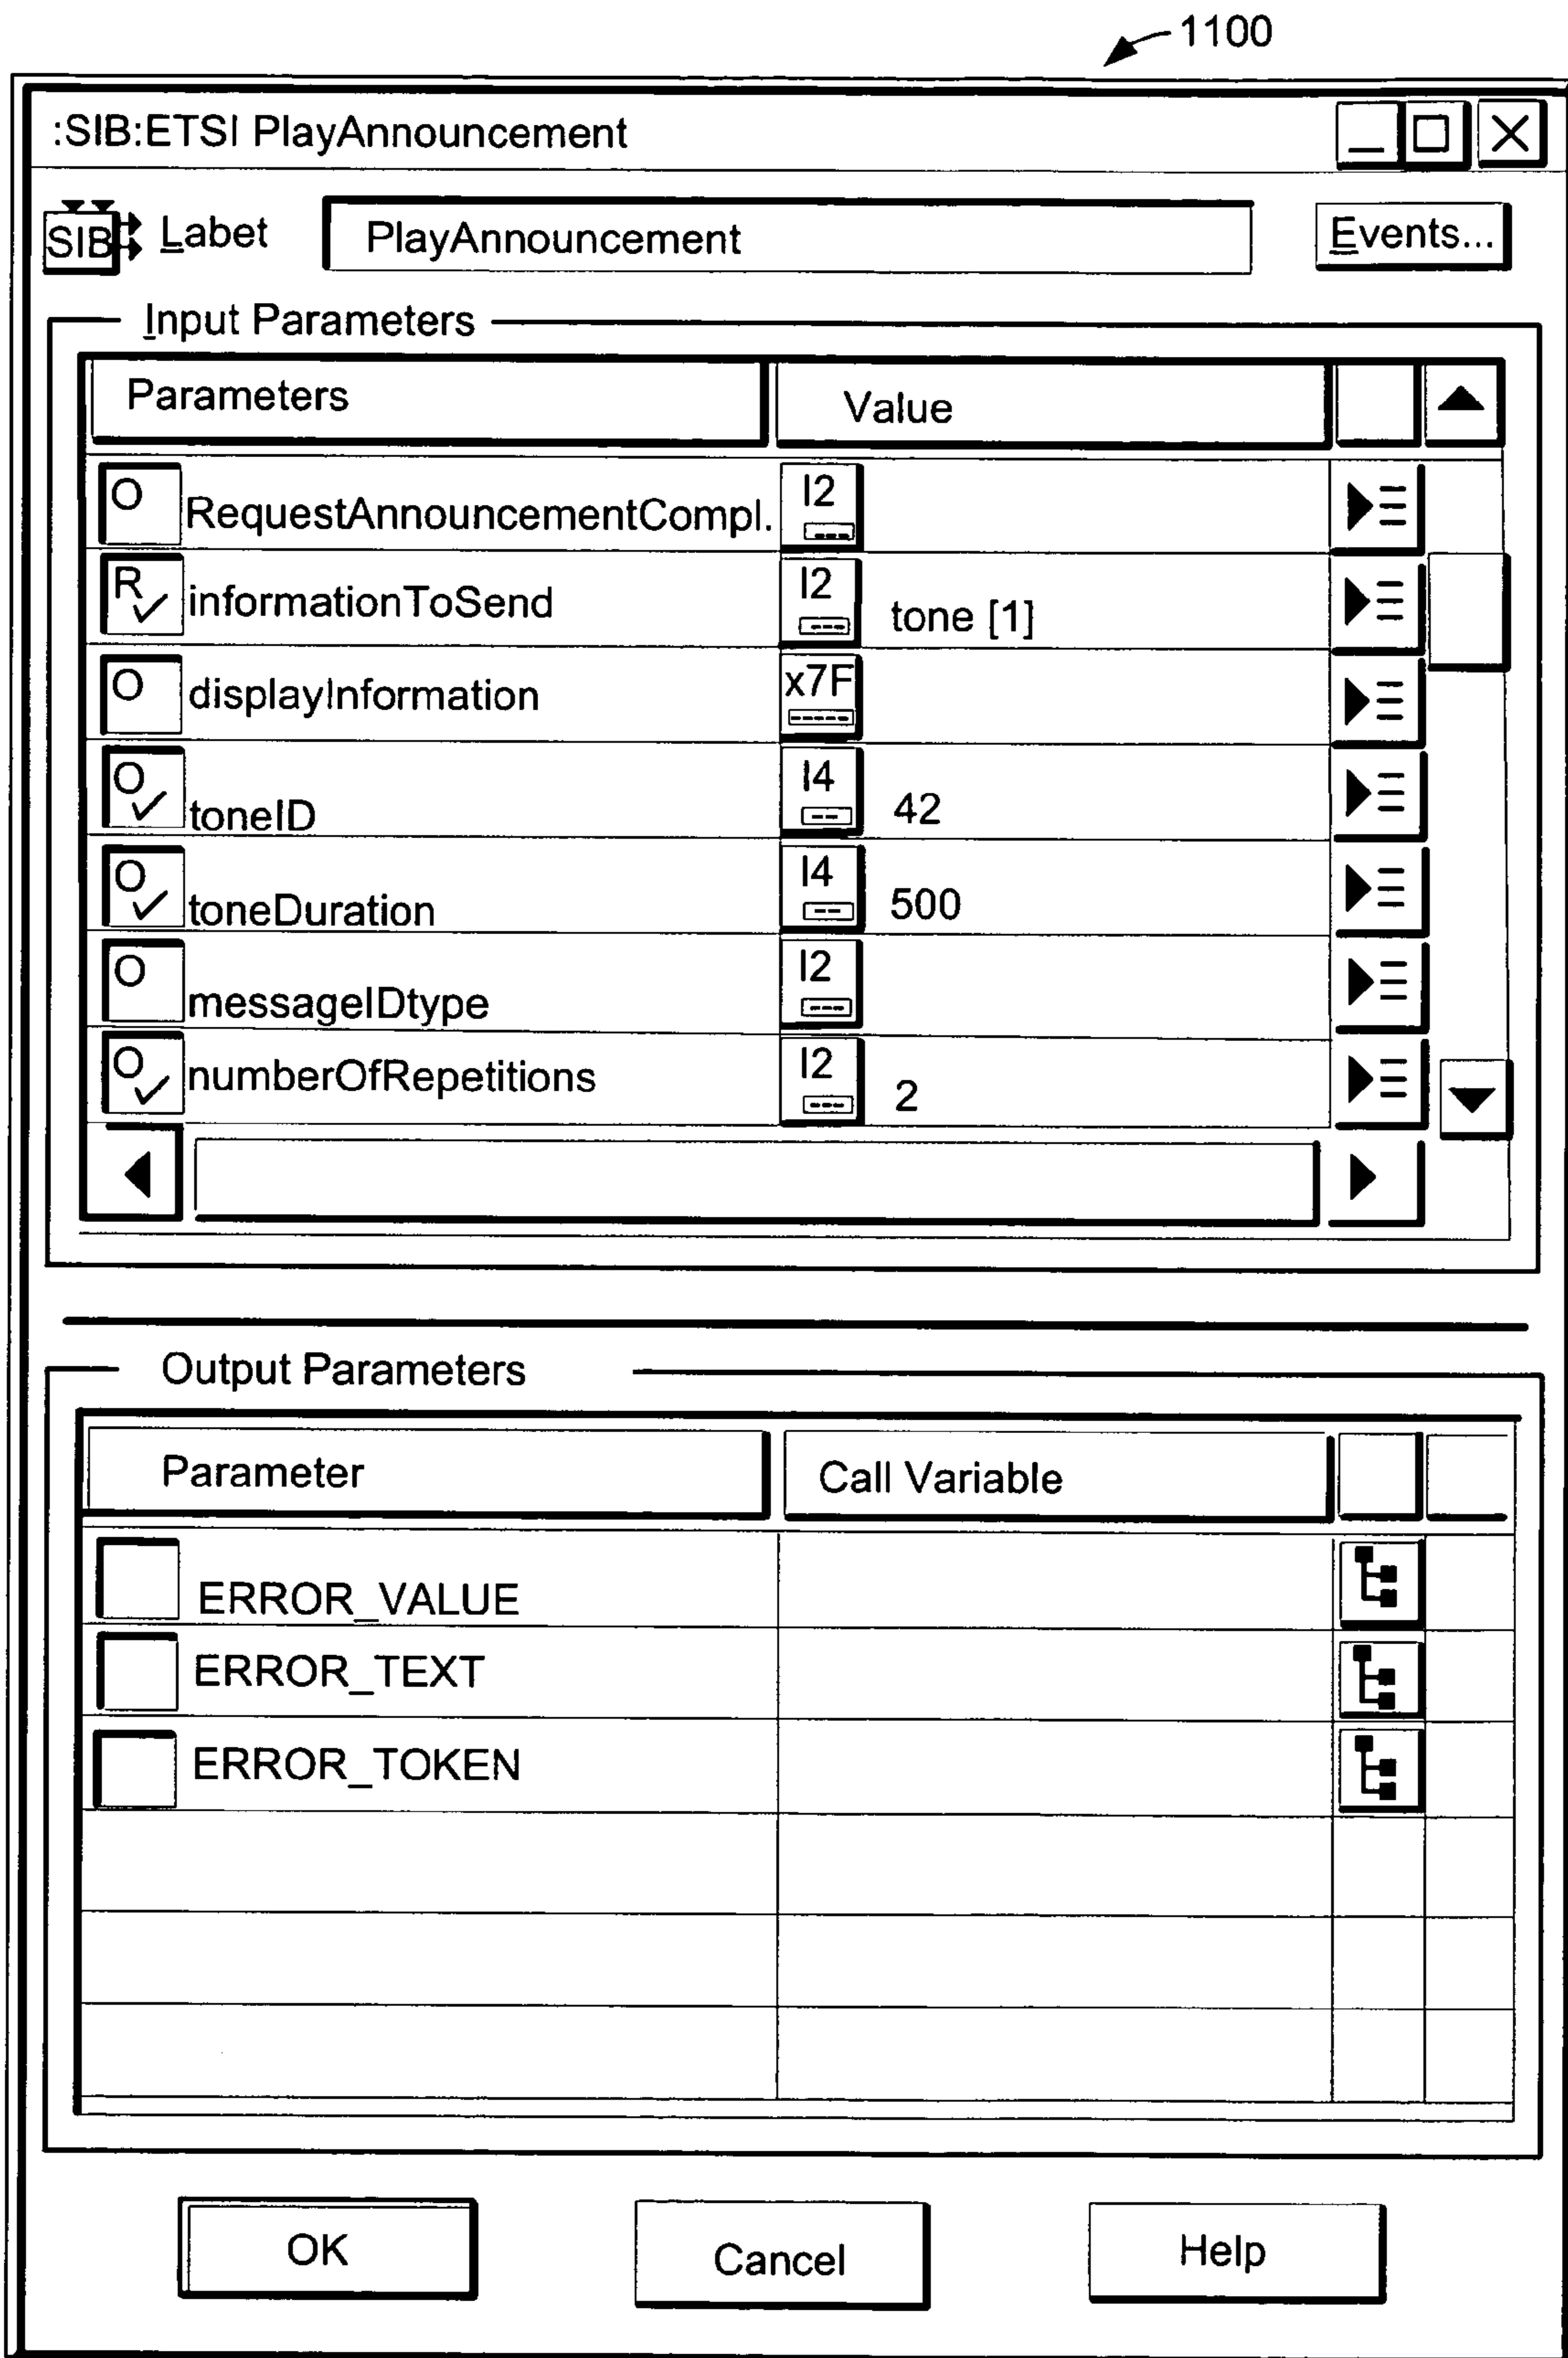 1100
:SIB:ETSI PlayAnnouncement
SIB Labet PlayAnnouncement Events...
Input Parameters
Parameters Value
O RequestAnnouncementCompl. I2
R informationToSend I2 tone [1]
O displayInformation x7F
O toneID I4 42
O toneDuration I4 500
O messageIDtype I2
O numberOfRepetitions I2 2
Output Parameters
Parameter Call Variable
ERROR_VALUE
ERROR_TEXT
ERROR_TOKEN
OK Cancel Help